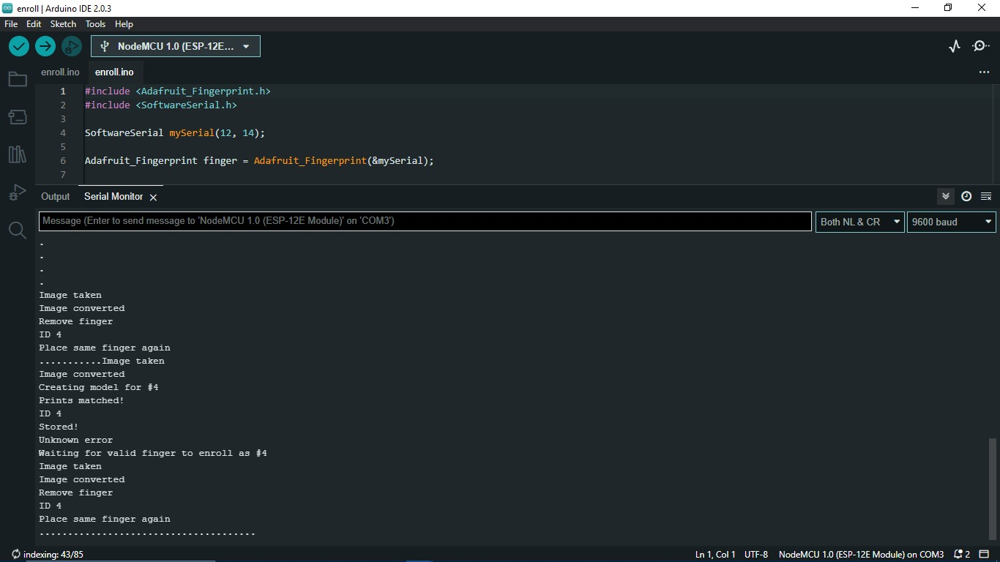 enroll | Arduino IDE 2.0.3
File Edit Sketch Tools Help
NodeMCU 1.0 (ESP-12E...
enroll.ino enroll.ino
1 #include <Adafruit_Fingerprint.h>
2 #include <SoftwareSerial.h>
3
4 SoftwareSerial mySerial(12, 14);
5
6 Adafruit_Fingerprint finger = Adafruit_Fingerprint(&mySerial);
7
Output Serial Monitor
Message (Enter to send message to 'NodeMCU 1.0 (ESP-12E Module)' on 'COM3') Both NL & CR 9600 baud
.
.
.
.
Image taken
Image converted
Remove finger
ID 4
Place same finger again
...........Image taken
Image converted
Creating model for #4
Prints matched!
ID 4
Stored!
Unknown error
Waiting for valid finger to enroll as #4
Image taken
Image converted
Remove finger
ID 4
Place same finger again
......................................
indexing: 43/85 Ln 1, Col 1 UTF-8 NodeMCU 1.0 (ESP-12E Module) on COM3 2